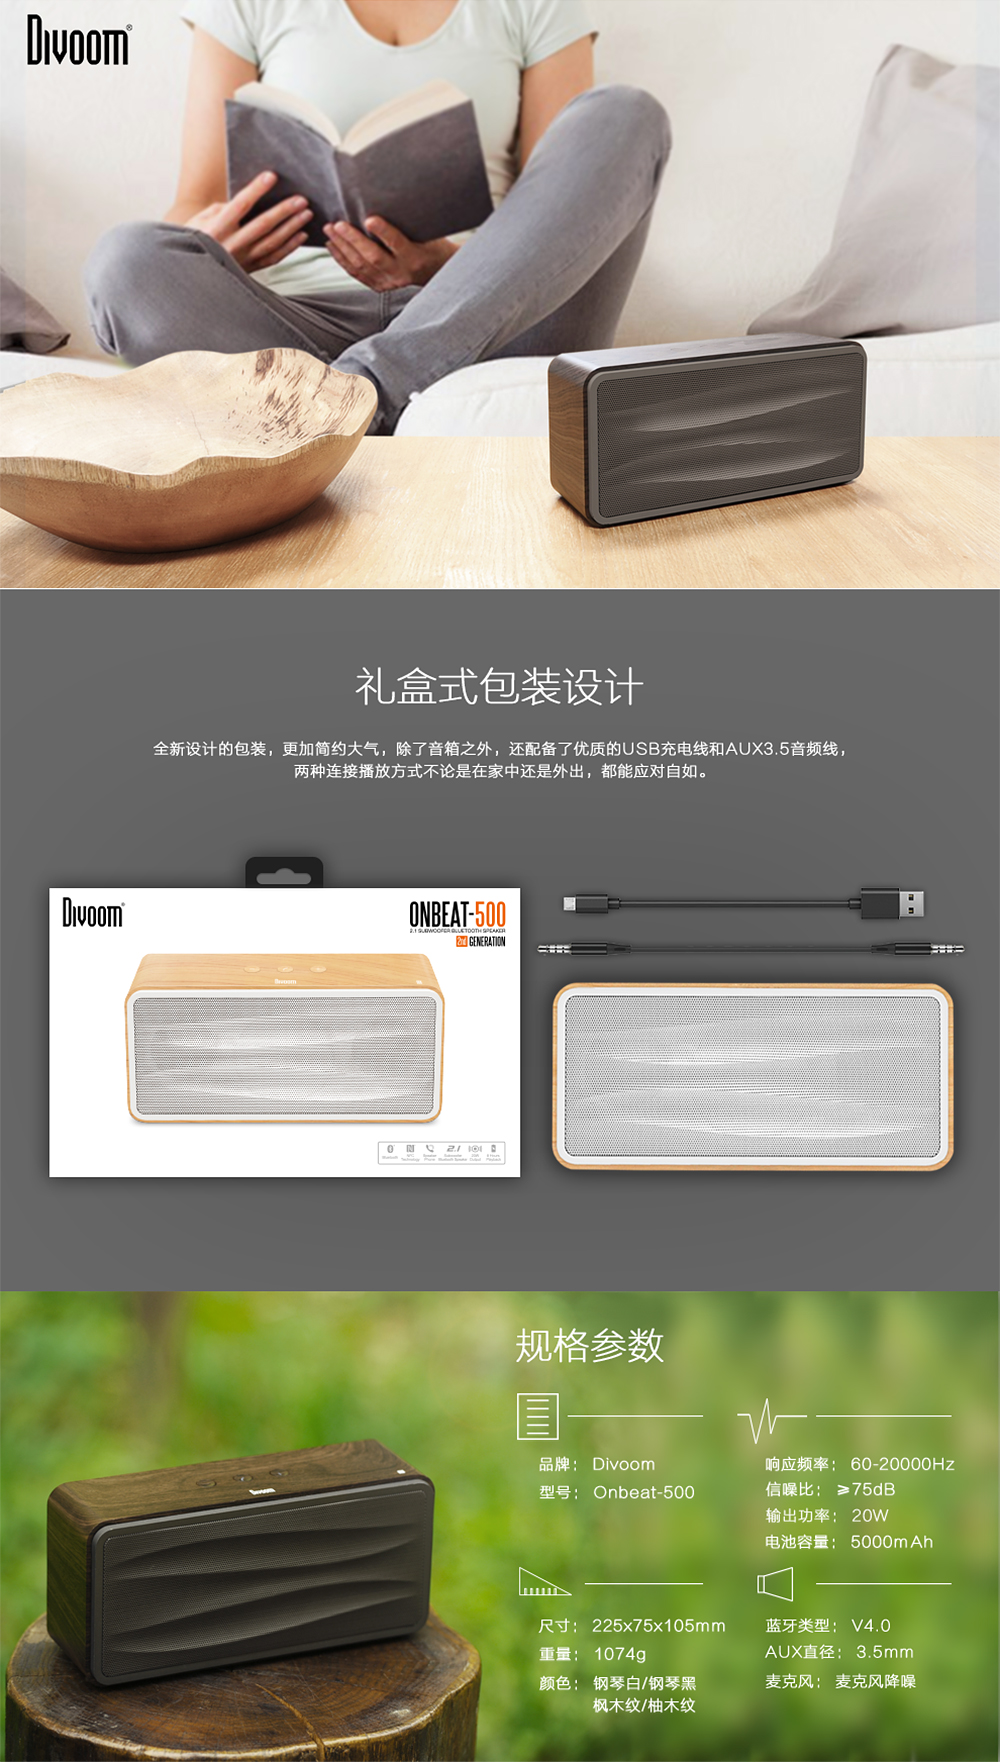 Divoom®
礼盒式包装设计
全新设计的包装，更加简约大气，除了音箱之外，还配备了优质的USB充电线和AUX3.5音频线，
两种连接播放方式不论是在家中还是外出，都能应对自如。
Divoom
ONBEAT-500
2.1 SUBWOOFER BLUETOOTH SPEAKER
2nd GENERATION
Divoom
2.1
规格参数
品牌： Divoom
型号： Onbeat-500
响应频率： 60-20000Hz
信噪比： ≥75dB
输出功率： 20W
电池容量： 5000mAh
尺寸： 225x75x105mm
重量： 1074g
颜色： 钢琴白/钢琴黑
枫木纹/柚木纹
蓝牙类型： V4.0
AUX直径： 3.5mm
麦克风： 麦克风降噪
Divoom